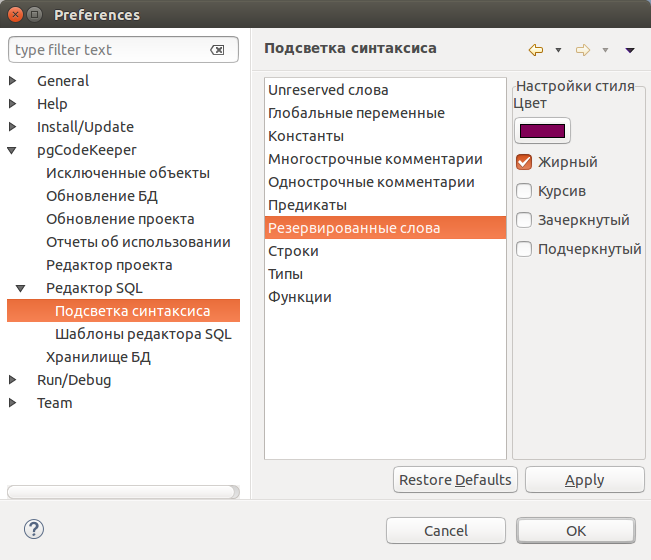 Preferences
type filter text
General
Help
Install/Update
pgCodeKeeper
Исключенные объекты
Обновление БД
Обновление проекта
Отчеты об использовании
Редактор проекта
Редактор SQL
Подсветка синтаксиса
Шаблоны редактора SQL
Хранилище БД
Run/Debug
Team
Подсветка синтаксиса
Unreserved слова
Глобальные переменные
Константы
Многострочные комментарии
Однострочные комментарии
Предикаты
Резервированные слова
Строки
Типы
Функции
Настройки стиля
Цвет
Жирный
Курсив
Зачеркнутый
Подчеркнутый
Restore Defaults
Apply
?
Cancel
OK